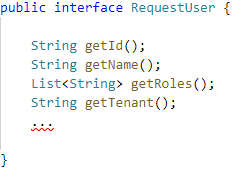 public interface RequestUser {
String getId();
String getName();
List<String> getRoles();
String getTenant();
...
}